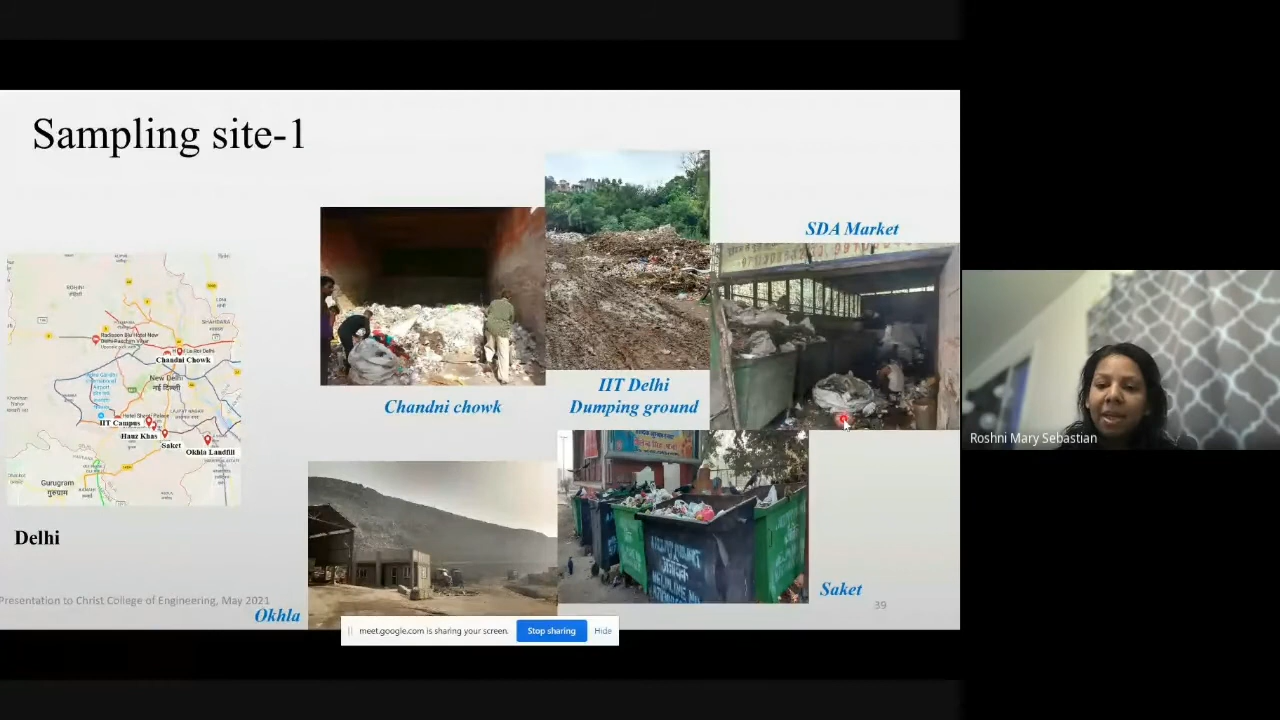 Sampling site-1
SDA Market
Chandni Chowk
New Delhi
नई दिल्ली
IIT Campus
Hauz Khas
Saket
Okhla Landfill
Gurugram
गुरुग्राम
Delhi
Chandni chowk
IIT Delhi
Dumping ground
Saket
Okhla
Presentation to Christ College of Engineering, May 2021
39
meet.google.com is sharing your screen.
Stop sharing
Hide
Roshni Mary Sebastian